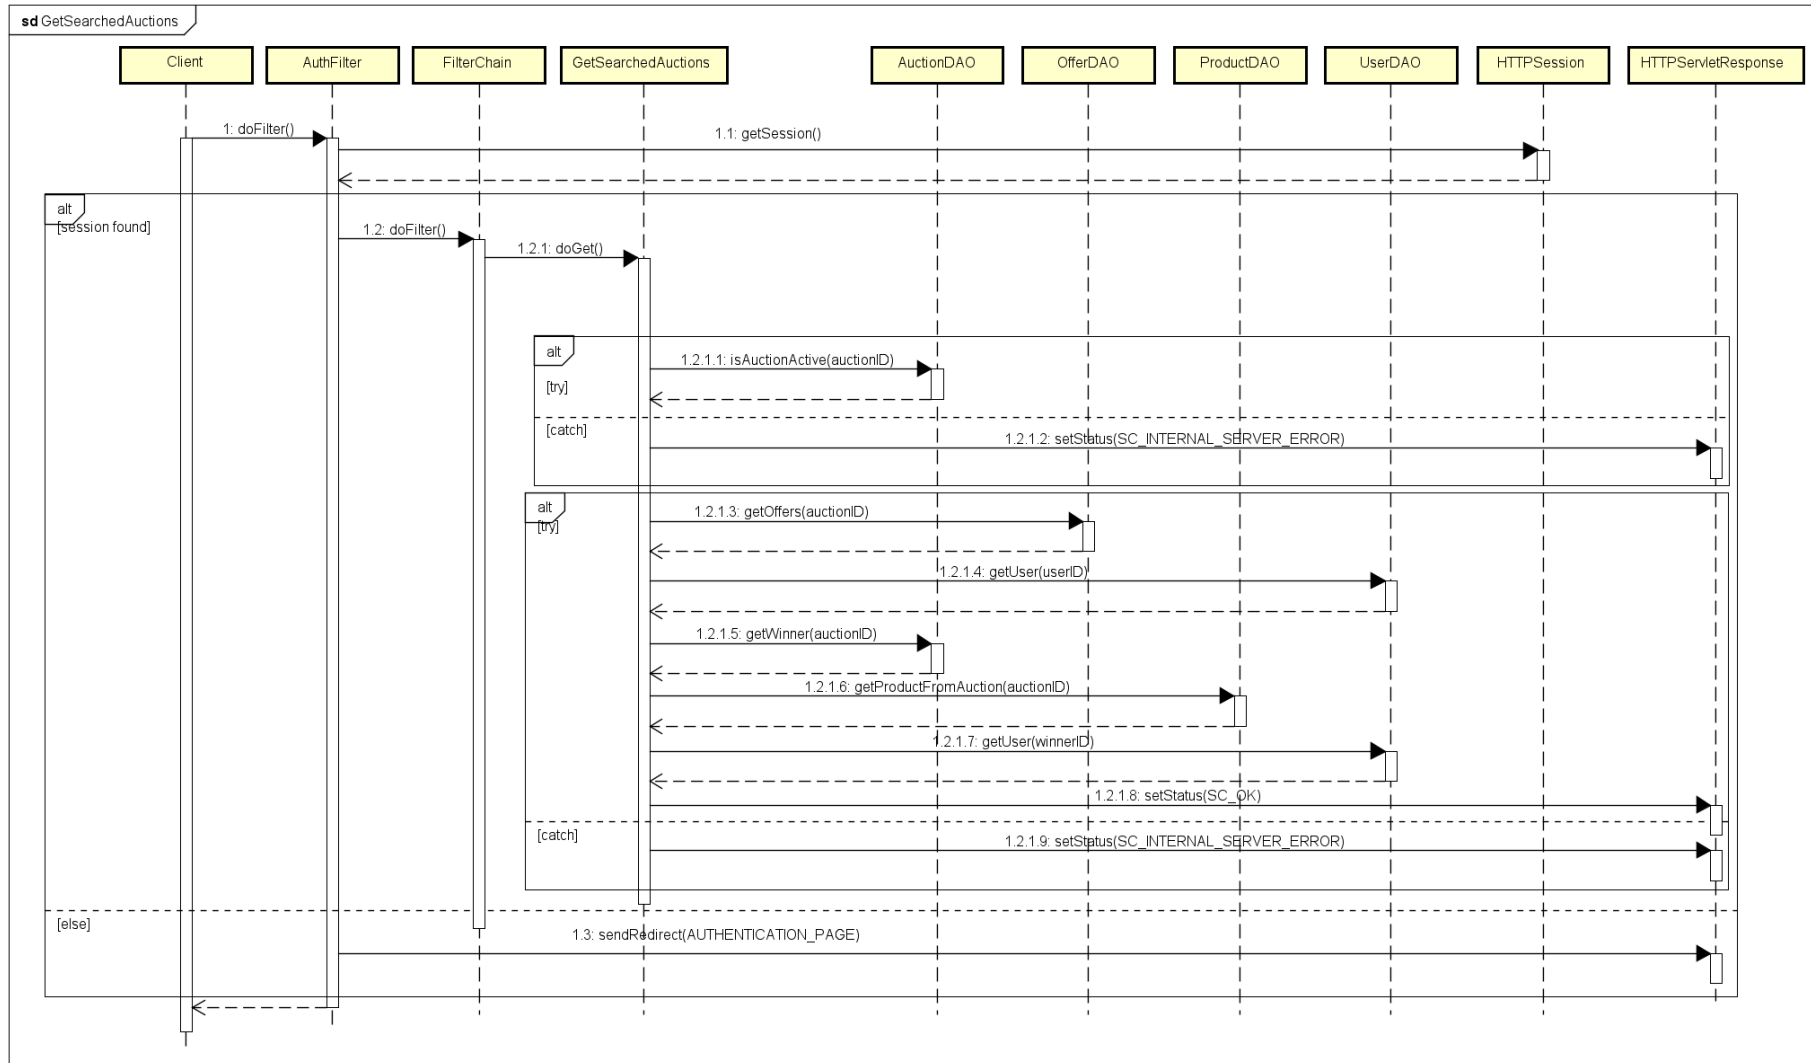 sd GetSearchedAuctions
Client
AuthFilter
FilterChain
GetSearchedAuctions
AuctionDAO
OfferDAO
ProductDAO
UserDAO
HTTPSession
HTTPServletResponse
1: doFilter()
1.1: getSession()
alt
[session found]
1.2: doFilter()
1.2.1: doGet()
alt
1.2.1.1: isAuctionActive(auctionID)
[try]
[catch]
1.2.1.2: setStatus(SC_INTERNAL_SERVER_ERROR)
alt
[try]
1.2.1.3: getOffers(auctionID)
1.2.1.4: getUser(userID)
1.2.1.5: getWinner(auctionID)
1.2.1.6: getProductFromAuction(auctionID)
1.2.1.7: getUser(winnerID)
1.2.1.8: setStatus(SC_OK)
[catch]
1.2.1.9: setStatus(SC_INTERNAL_SERVER_ERROR)
[else]
1.3: sendRedirect(AUTHENTICATION_PAGE)